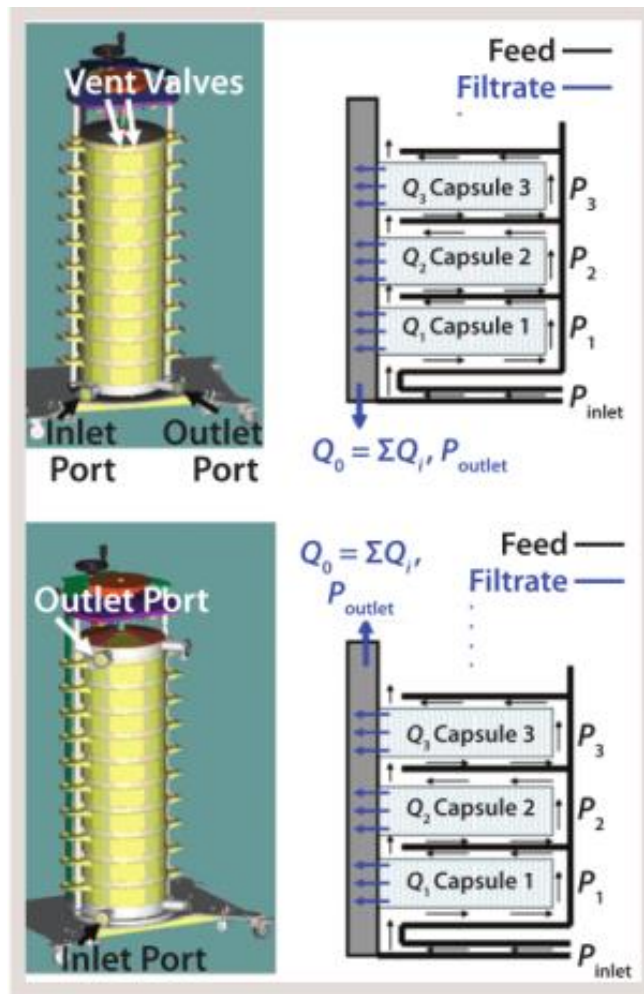 Vent Valves
Inlet
Port
Outlet
Port
Feed
Filtrate
Q3 Capsule 3
P3
Q2 Capsule 2
P2
Q1 Capsule 1
P1
Pinlet
Q0 = ΣQi, Poutlet
Outlet Port
Inlet Port
Q0 = ΣQi,
Poutlet
Feed
Filtrate
Q3 Capsule 3
P3
Q2 Capsule 2
P2
Q1 Capsule 1
P1
Pinlet